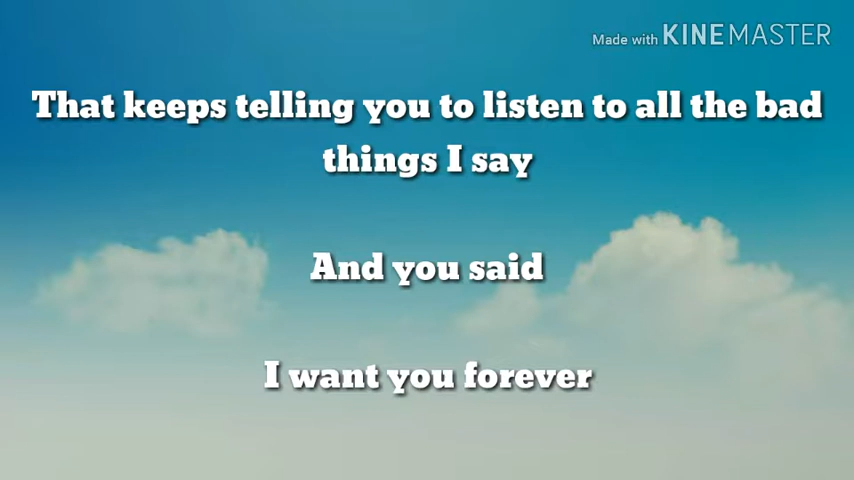 Made with KINEMASTER
That keeps telling you to listen to all the bad
things I say
And you said
I want you forever